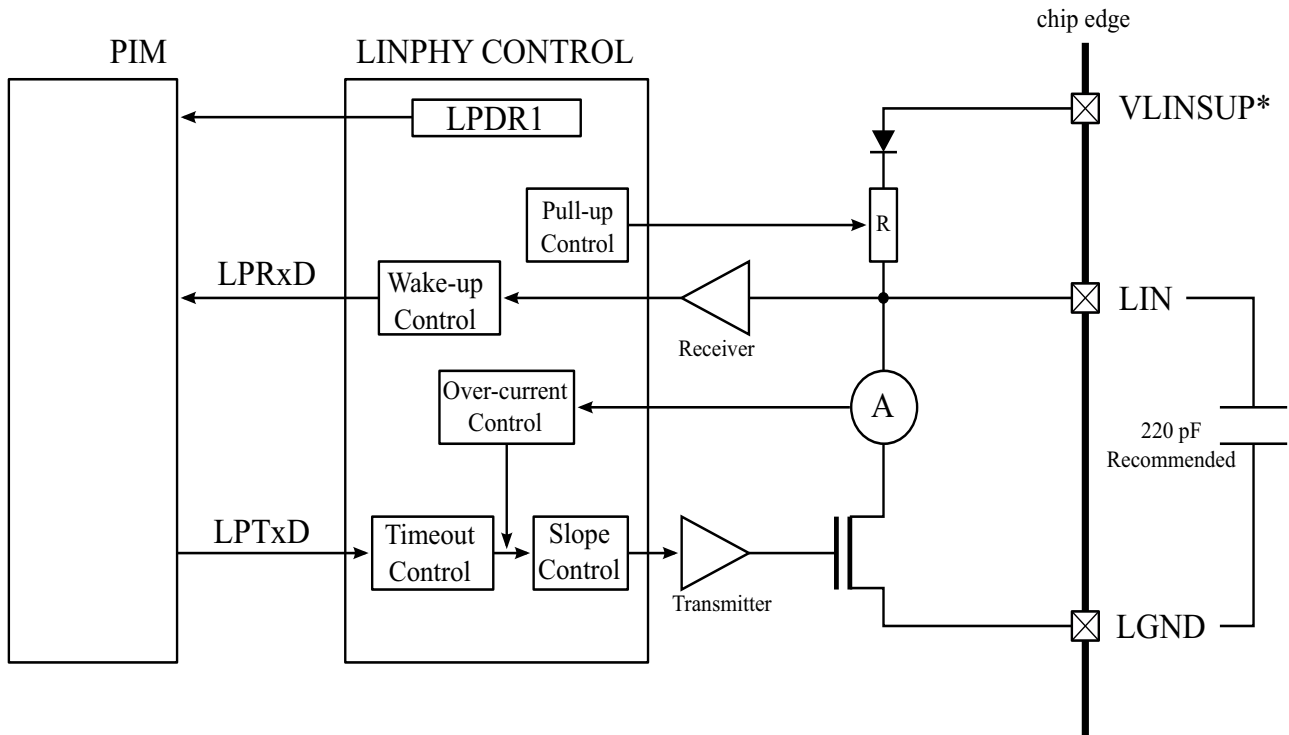 chip edge
PIM
LINPHY CONTROL
VLINSUP*
LPDR1
Pull-up
Control
R
LPRxD
Wake-up
Control
Receiver
LIN
Over-current
Control
A
220 pF
Recommended
LPTxD
Timeout
Control
Slope
Control
Transmitter
LGND